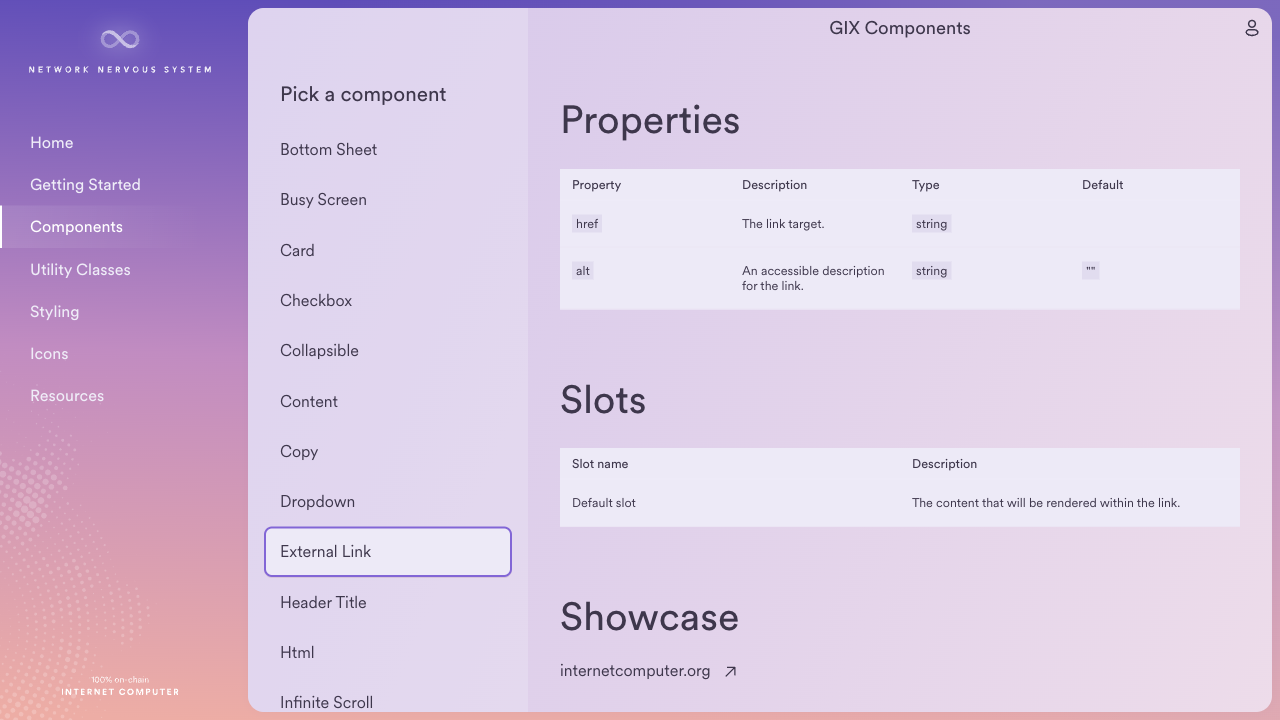 NETWORK NERVOUS SYSTEM
Home
Getting Started
Components
Utility Classes
Styling
Icons
Resources
100% on-chain
INTERNET COMPUTER
Pick a component
Bottom Sheet
Busy Screen
Card
Checkbox
Collapsible
Content
Copy
Dropdown
External Link
Header Title
Html
Infinite Scroll
GIX Components
Properties
Property Description Type Default
href The link target. string
alt An accessible description string ""
for the link.
Slots
Slot name Description
Default slot The content that will be rendered within the link.
Showcase
internetcomputer.org